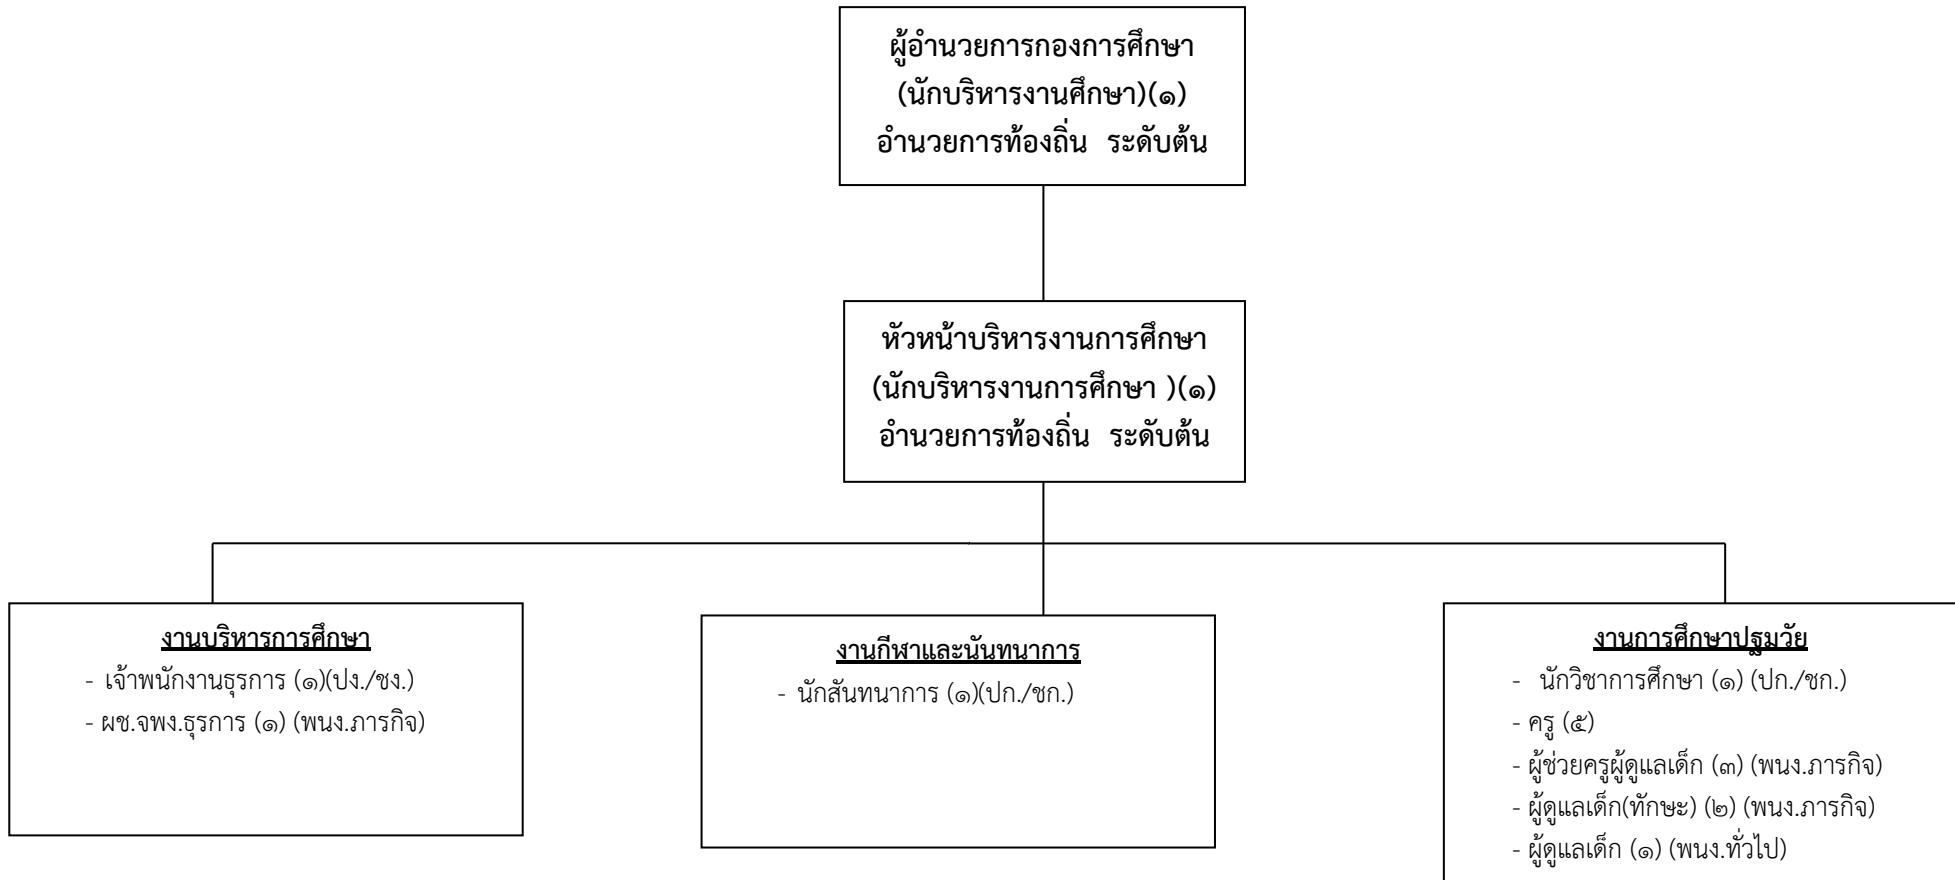 ผู้อำนวยการกองการศึกษา
(นักบริหารงานศึกษา)(๑)
อำนวยการท้องถิ่น ระดับต้น
หัวหน้าบริหารงานการศึกษา
(นักบริหารงานการศึกษา )(๑)
อำนวยการท้องถิ่น ระดับต้น
งานบริหารการศึกษา
- เจ้าพนักงานธุรการ (๑)(ปง./ชง.)
- ผช.จพง.ธุรการ (๑) (พนง.ภารกิจ)
งานกีฬาและนันทนาการ
- นักสันทนาการ (๑)(ปก./ชก.)
งานการศึกษาปฐมวัย
- นักวิชาการศึกษา (๑) (ปก./ชก.)
- ครู (๕)
- ผู้ช่วยครูผู้ดูแลเด็ก (๓) (พนง.ภารกิจ)
- ผู้ดูแลเด็ก(ทักษะ) (๒) (พนง.ภารกิจ)
- ผู้ดูแลเด็ก (๑) (พนง.ทั่วไป)